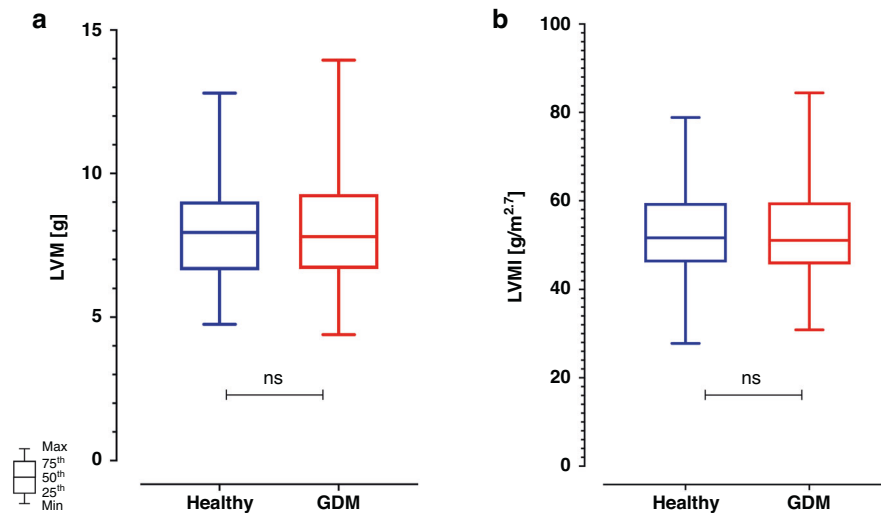 a
15
10
5
0
LVM [g]
ns
Healthy GDM
Max
75th
50th
25th
Min
b
100
80
60
40
20
0
LVMI [g/m2.7]
ns
Healthy GDM